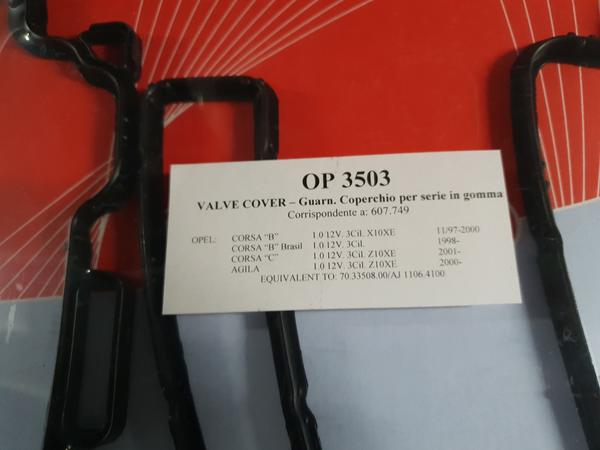 OP 3503
VALVE COVER – Guarn. Coperchio per serie in gomma
Corrispondente a: 607.749
OPEL: CORSA "B" 1.0 12V. 3Cil. X10XE 11/97-2000
CORSA "B" Brasil 1.0 12V. 3Cil. 1998-
CORSA "C" 1.0 12V. 3Cil. Z10XE 2001-
AGILA 1.0 12V. 3Cil. Z10XE 2000-
EQUIVALENT TO: 70.33508.00/AJ 1106.4100